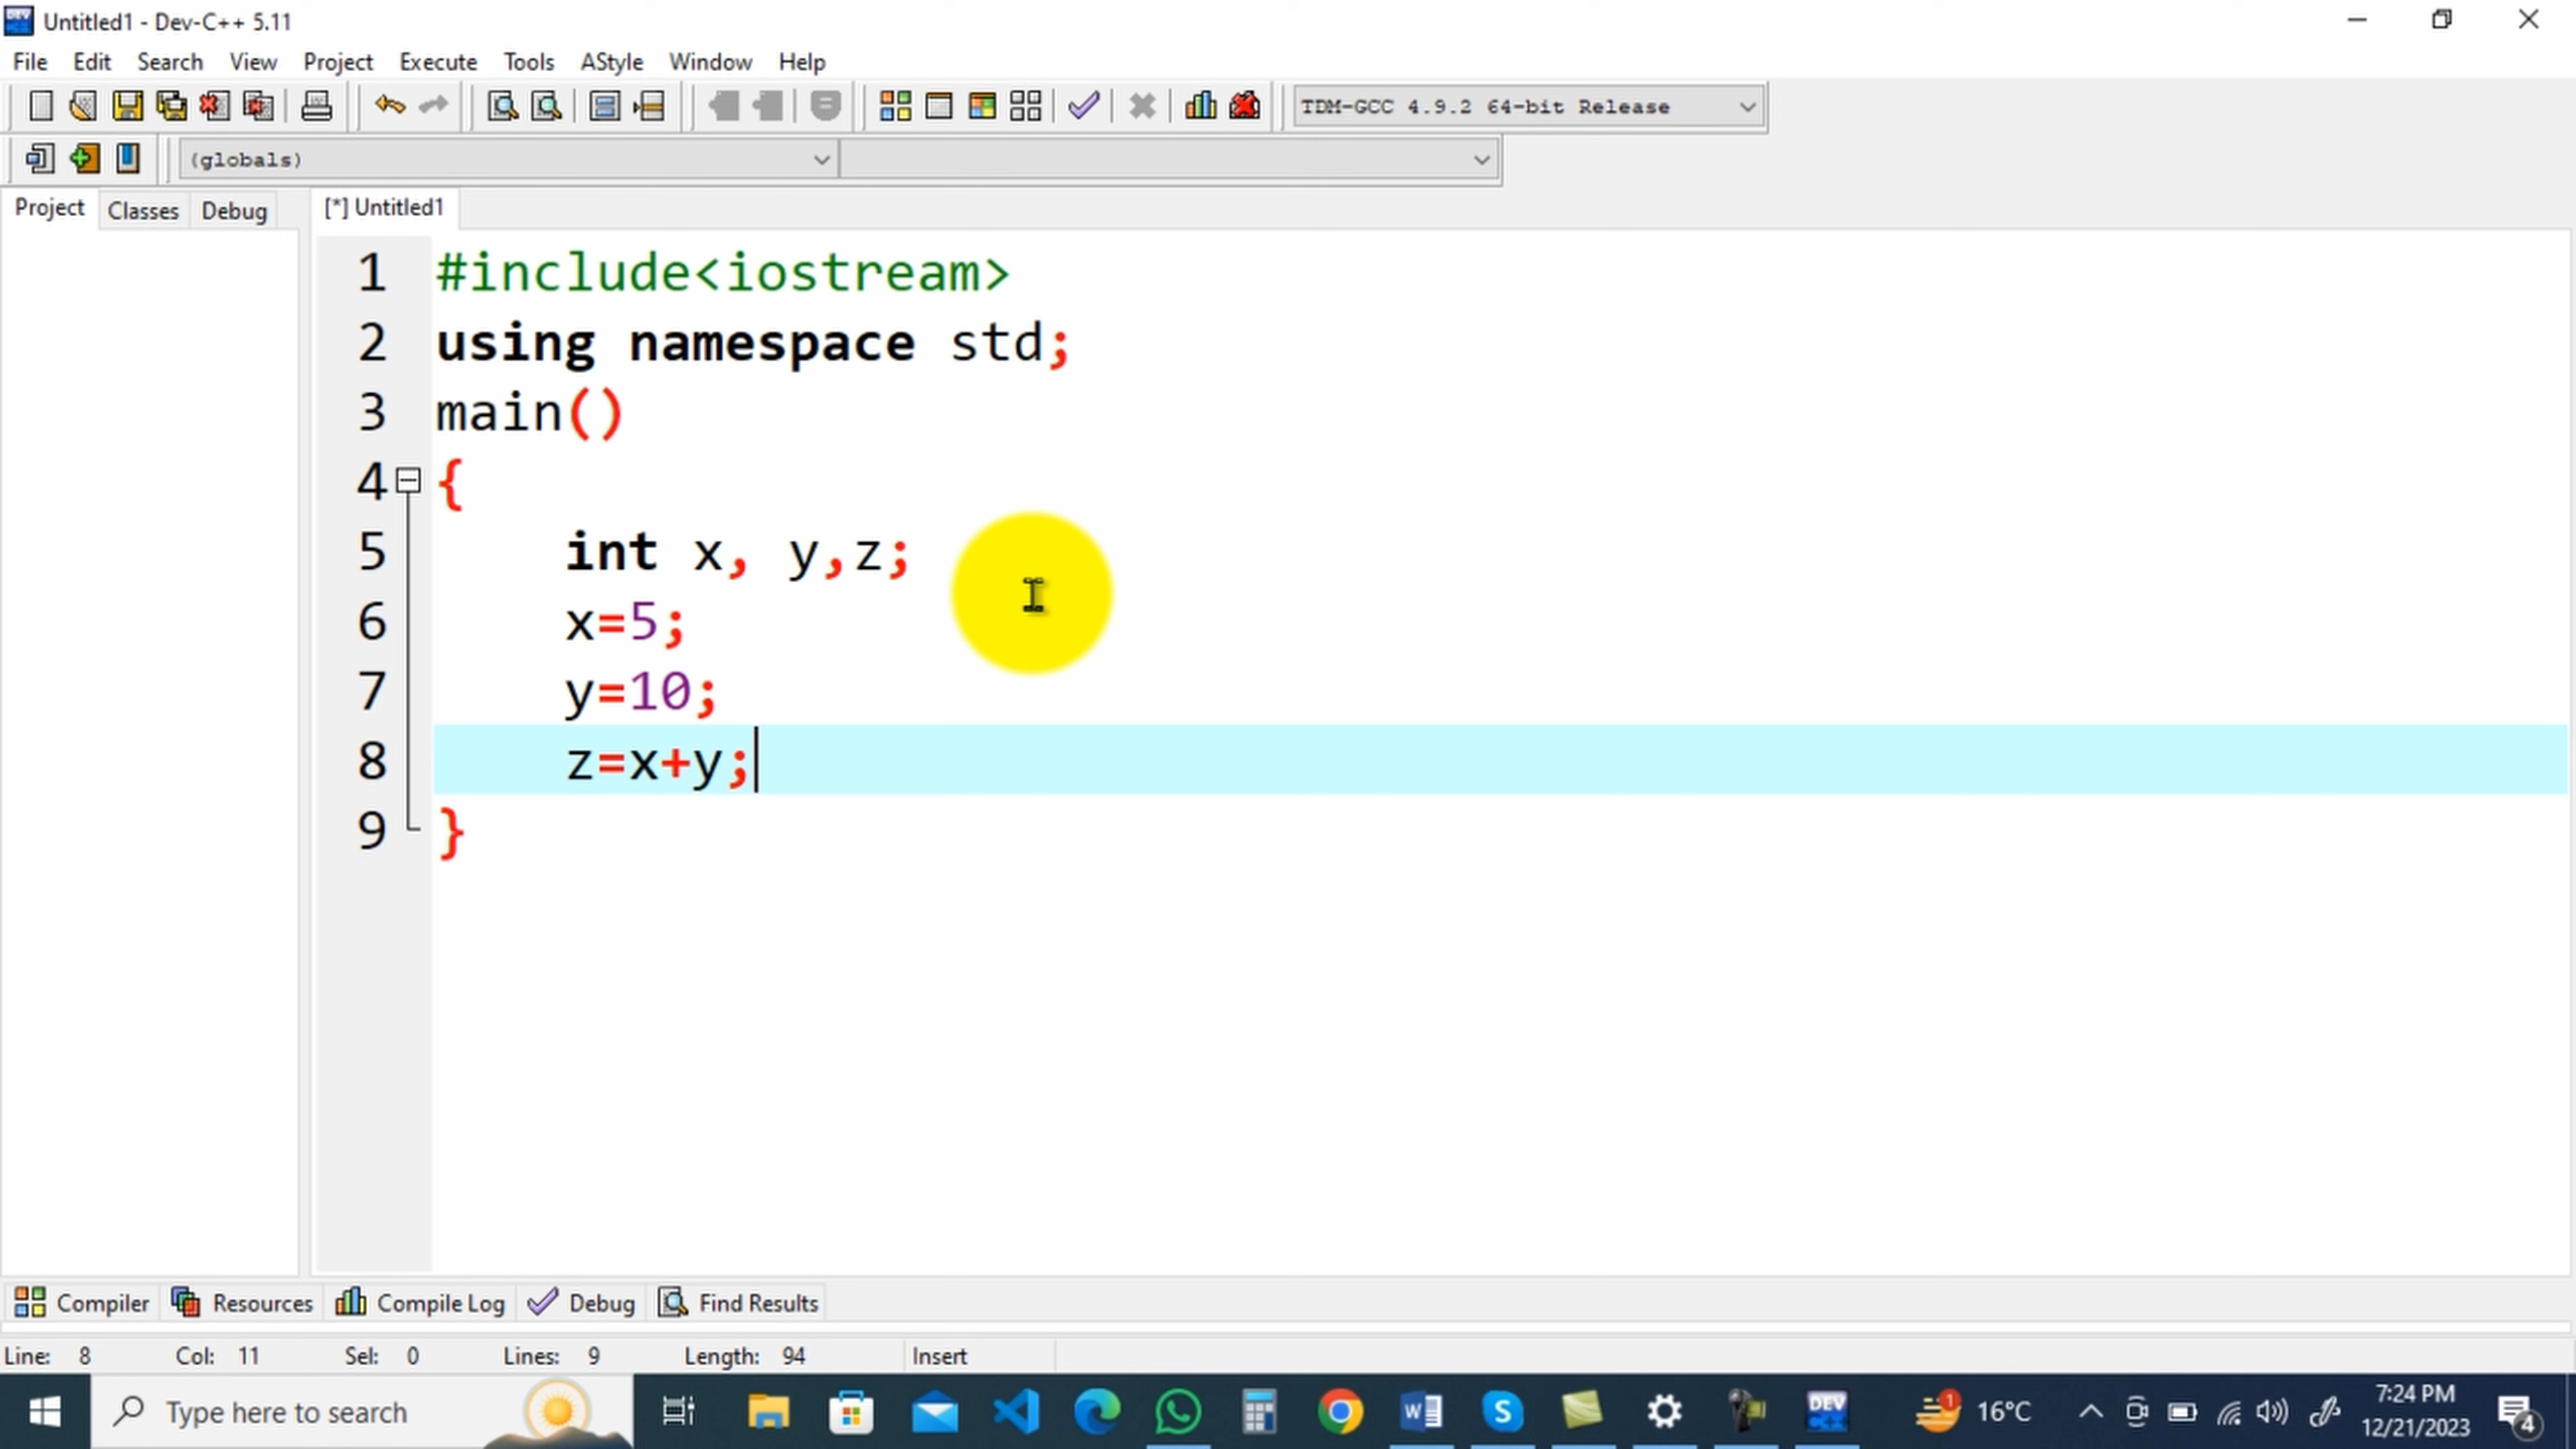 Untitled1 - Dev-C++ 5.11
File Edit Search View Project Execute Tools AStyle Window Help
TDM-GCC 4.9.2 64-bit Release
(globals)
Project Classes Debug [*] Untitled1
1 #include<iostream>
2 using namespace std;
3 main()
4 {
5 int x, y,z;
6 x=5;
7 y=10;
8 z=x+y;
9 }
Compiler Resources Compile Log Debug Find Results
Line: 8 Col: 11 Sel: 0 Lines: 9 Length: 94 Insert
Type here to search
DEV
1 16°C
7:24 PM
12/21/2023
4